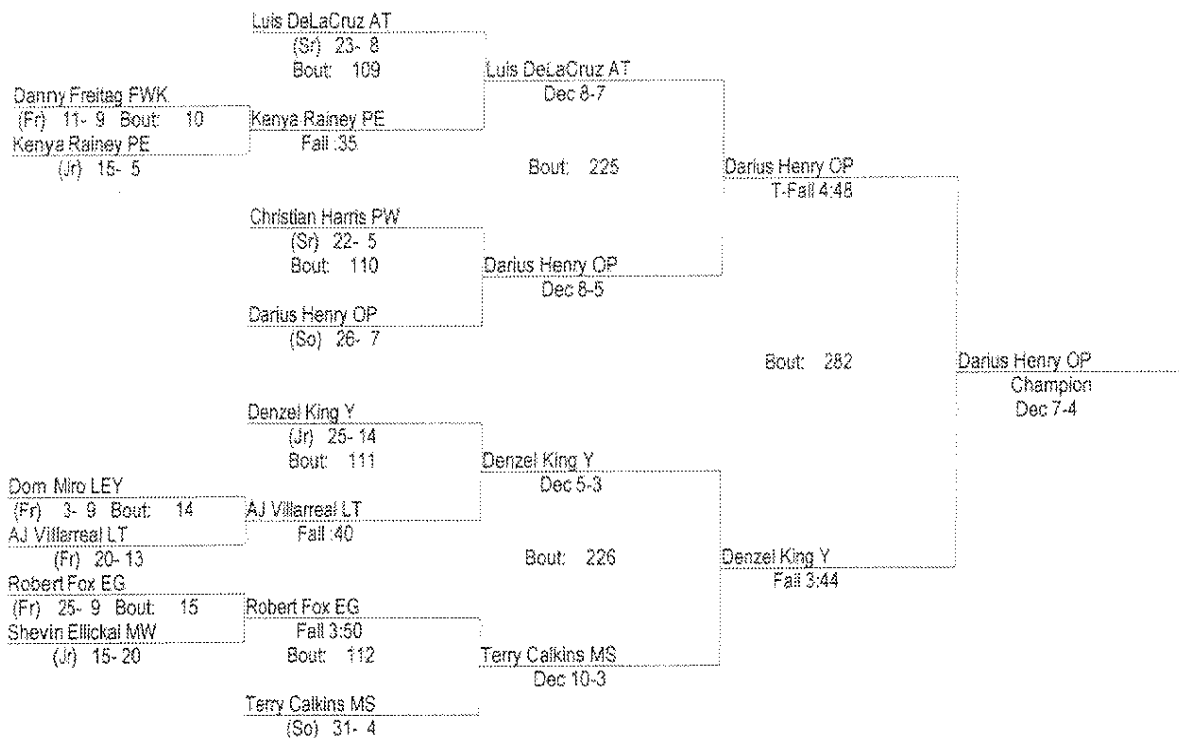 Luis DeLaCruz AT
(Sr) 23- 8
Bout: 109
Luis DeLaCruz AT
Dec 8-7
Danny Freitag FWK
(Fr) 11- 9 Bout: 10
Kenya Rainey PE
(Jr) 15- 5
Kenya Rainey PE
Fall :35
Bout: 225
Darius Henry OP
T-Fall 4:48
Christian Harris PW
(Sr) 22- 5
Bout: 110
Darius Henry OP
Dec 8-5
Darius Henry OP
(So) 26- 7
Bout: 282
Darius Henry OP
Champion
Dec 7-4
Denzel King Y
(Jr) 25- 14
Bout: 111
Denzel King Y
Dec 5-3
Dom Miro LEY
(Fr) 3- 9 Bout: 14
AJ Villarreal LT
(Fr) 20- 13
AJ Villarreal LT
Fall :40
Bout: 226
Denzel King Y
Fall 3:44
Robert Fox EG
(Fr) 25- 9 Bout: 15
Shevin Ellickal MW
(Jr) 15- 20
Robert Fox EG
Fall 3:50
Bout: 112
Terry Calkins MS
Dec 10-3
Terry Calkins MS
(So) 31- 4